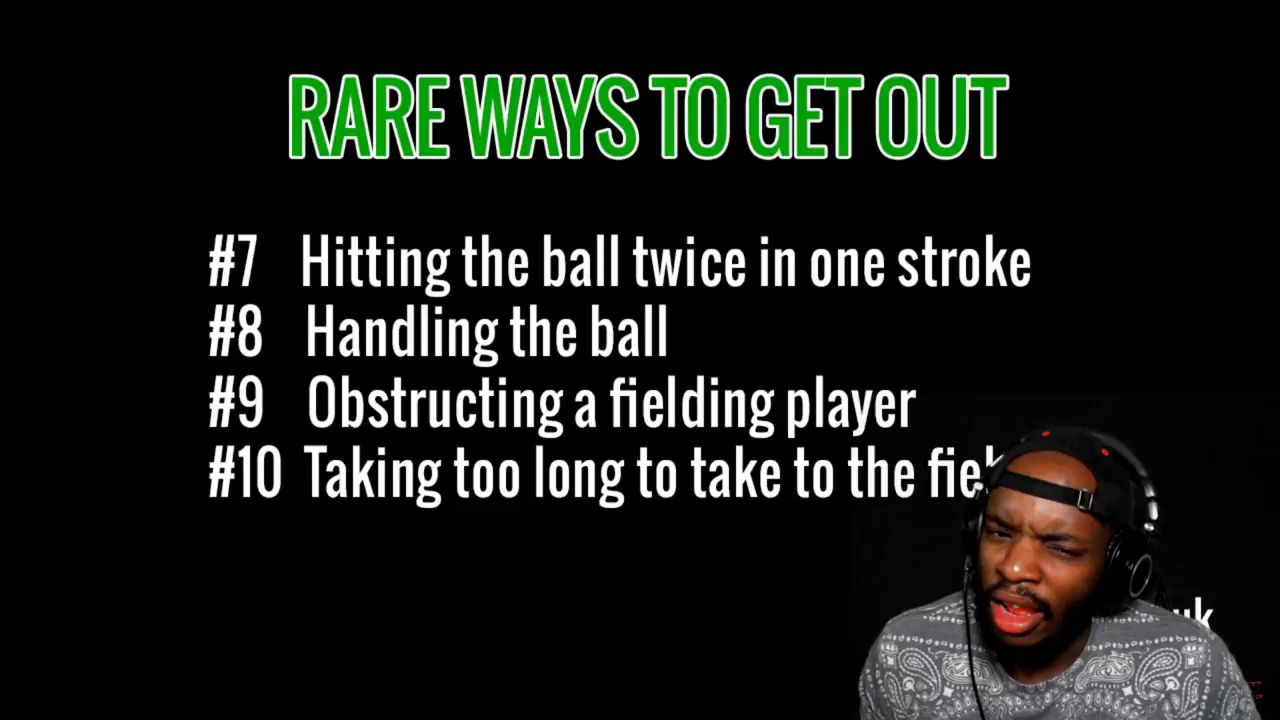 RARE WAYS TO GET OUT
#7 Hitting the ball twice in one stroke
#8 Handling the ball
#9 Obstructing a fielding player
#10 Taking too long to take to the
uk